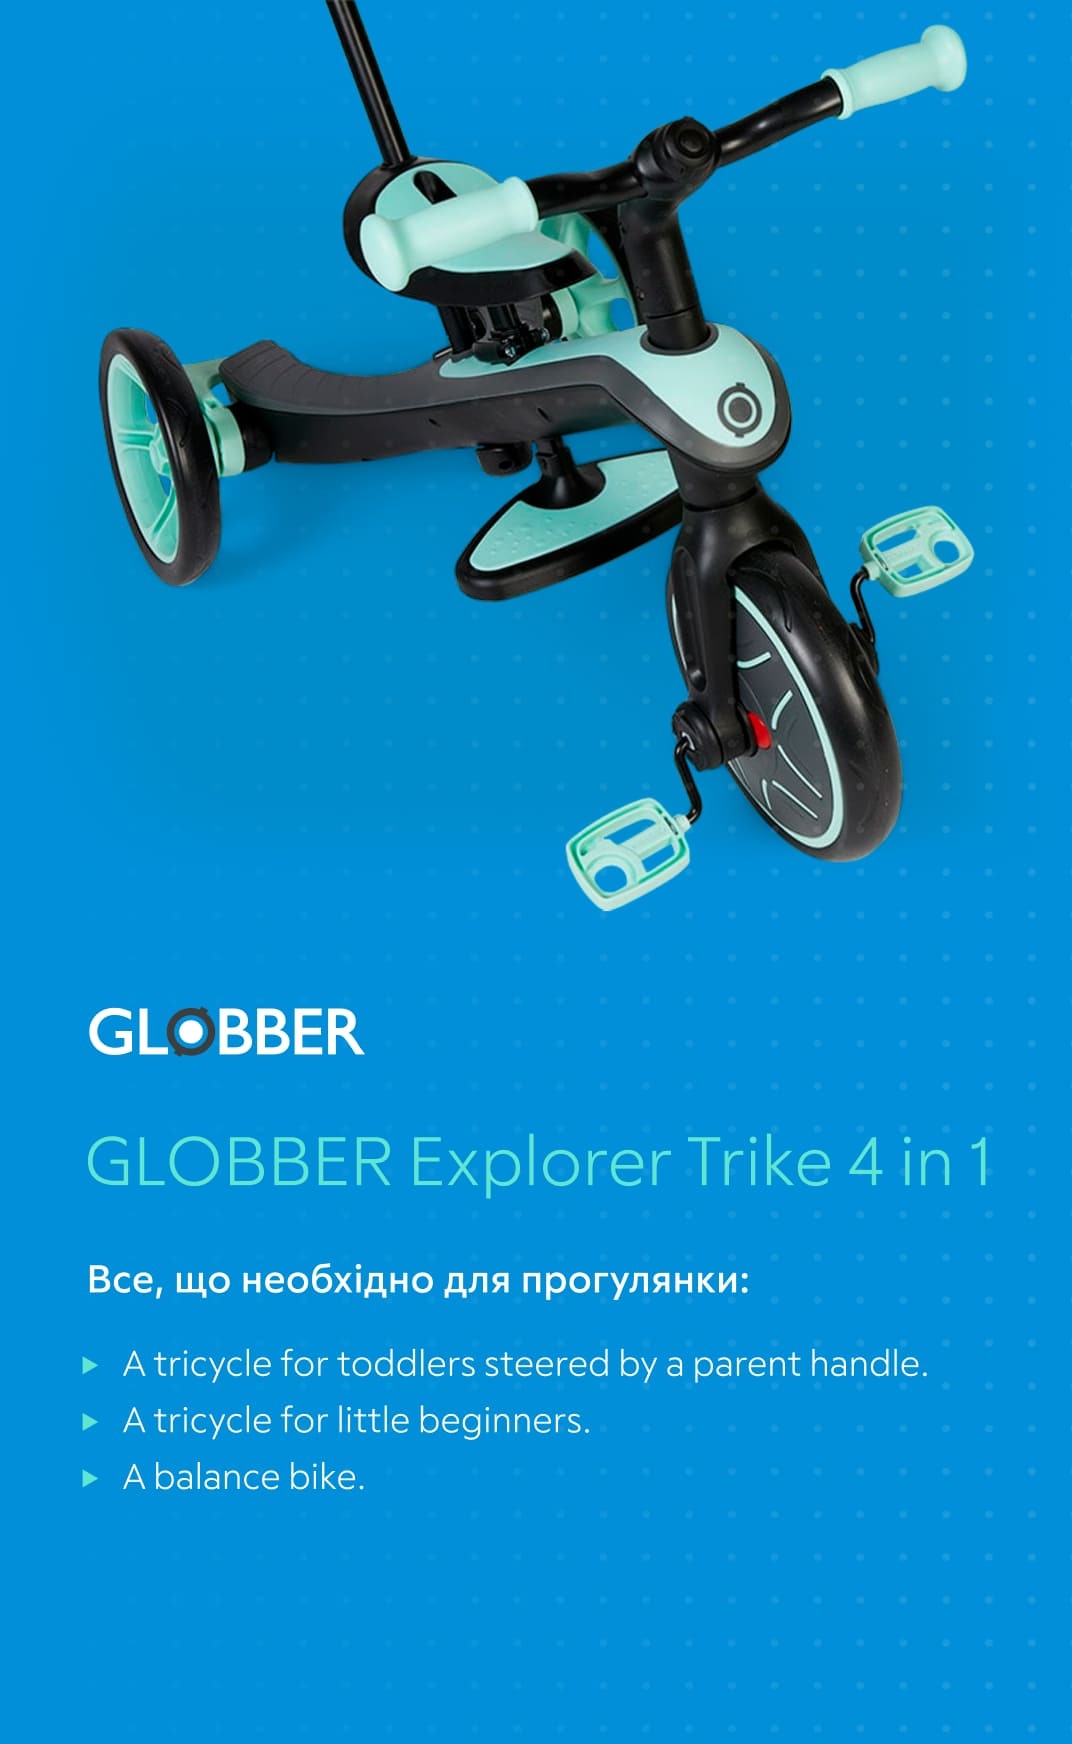 GLOBBER
GLOBBER Explorer Trike 4 in 1
Все, що необхідно для прогулянки:
A tricycle for toddlers steered by a parent handle.
A tricycle for little beginners.
A balance bike.